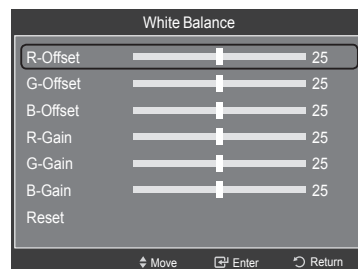 White Balance
R-Offset 25
G-Offset 25
B-Offset 25
R-Gain 25
G-Gain 25
B-Gain 25
Reset
Move Enter Return